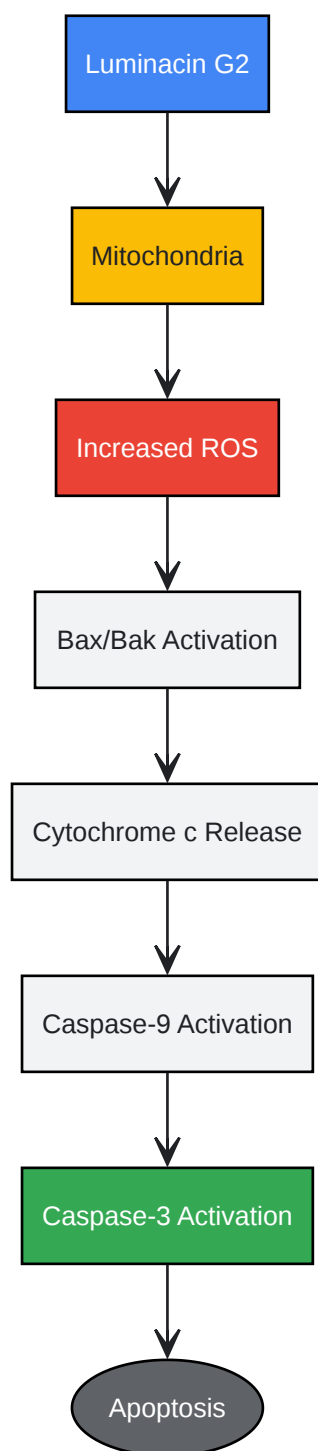 Luminacin G2
Mitochondria
Increased ROS
Bax/Bak Activation
Cytochrome c Release
Caspase-9 Activation
Caspase-3 Activation
Apoptosis